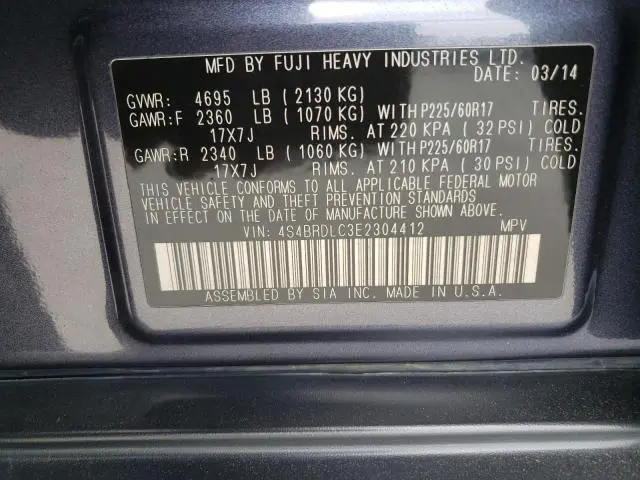 MFD BY FUJI HEAVY INDUSTRIES LTD.
DATE: 03/14
GVWR: 4695 LB ( 2130 KG)
GAWR:F 2360 LB ( 1070 KG) WITH P225/60R17 TIRES.
17X7J RIMS. AT 220 KPA ( 32 PSI) COLD
GAWR:R 2340 LB ( 1060 KG) WITH P225/60R17 TIRES.
17X7J RIMS. AT 210 KPA ( 30 PSI) COLD
THIS VEHICLE CONFORMS TO ALL APPLICABLE FEDERAL MOTOR
VEHICLE SAFETY AND THEFT PREVENTION STANDARDS
IN EFFECT ON THE DATE OF MANUFACTURE SHOWN ABOVE.
VIN: 4S4BRDLC3E2304412 MPV
ASSEMBLED BY SIA INC. MADE IN U.S.A.